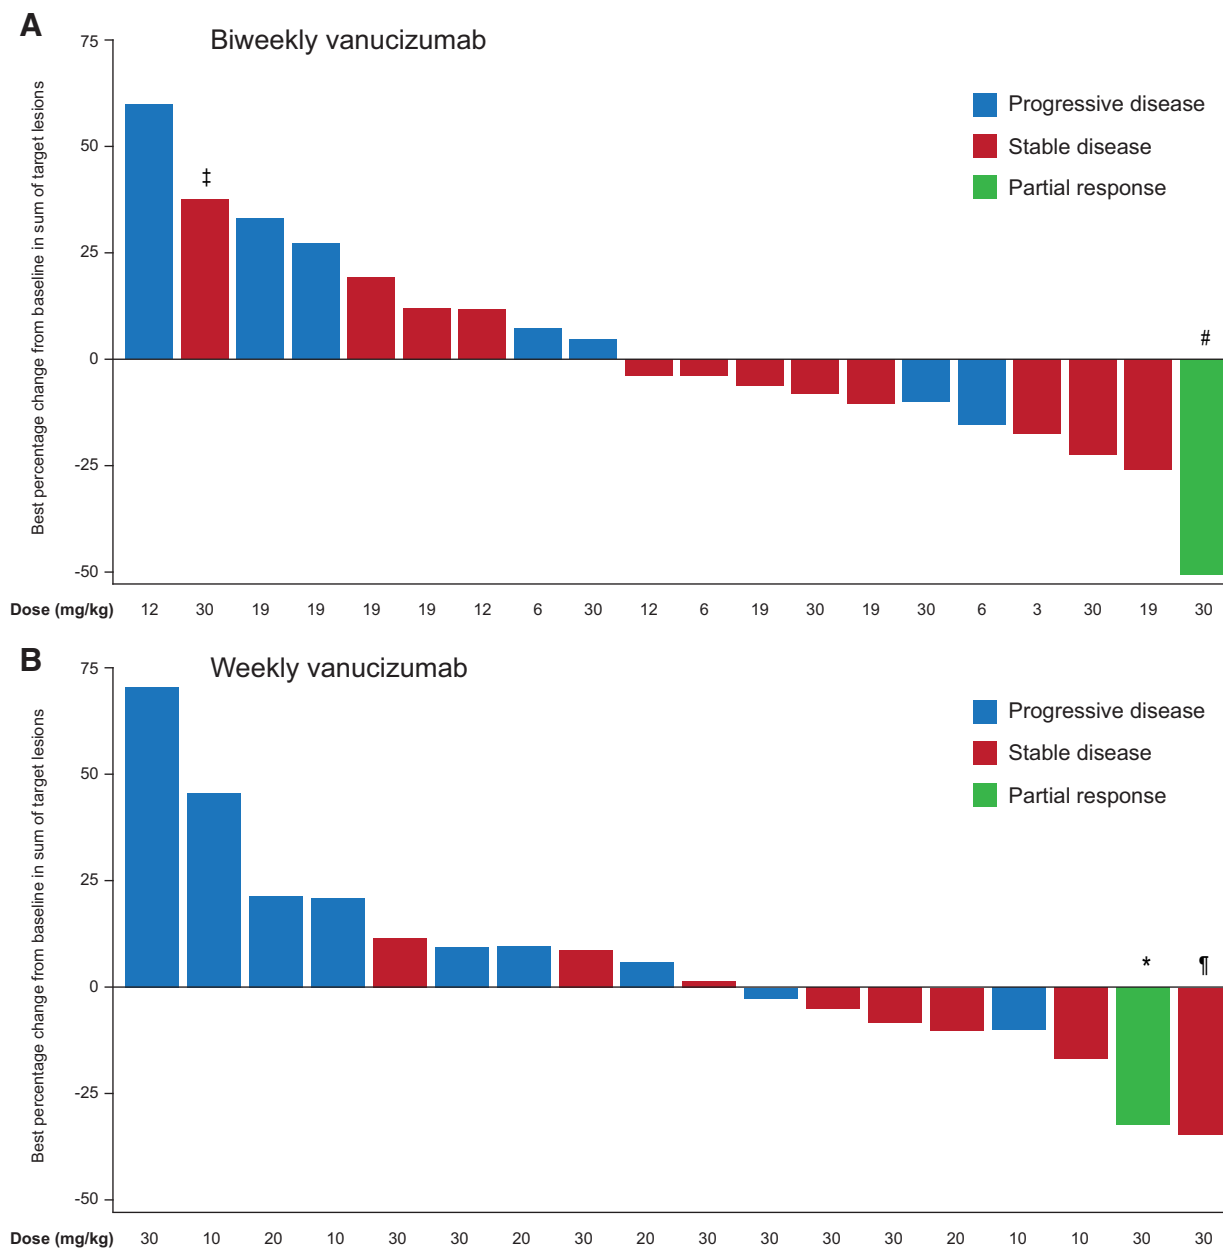 A
Biweekly vanucizumab
Best percentage change from baseline in sum of target lesions
75
50
25
0
-25
-50
Progressive disease
Stable disease
Partial response
‡
#
Dose (mg/kg) 12 30 19 19 19 19 12 6 30 12 6 19 30 19 30 6 3 30 19 30
B
Weekly vanucizumab
Best percentage change from baseline in sum of target lesions
75
50
25
0
-25
-50
Progressive disease
Stable disease
Partial response
* ¶
Dose (mg/kg) 30 10 20 10 30 30 20 30 20 30 30 30 30 20 10 10 30 30